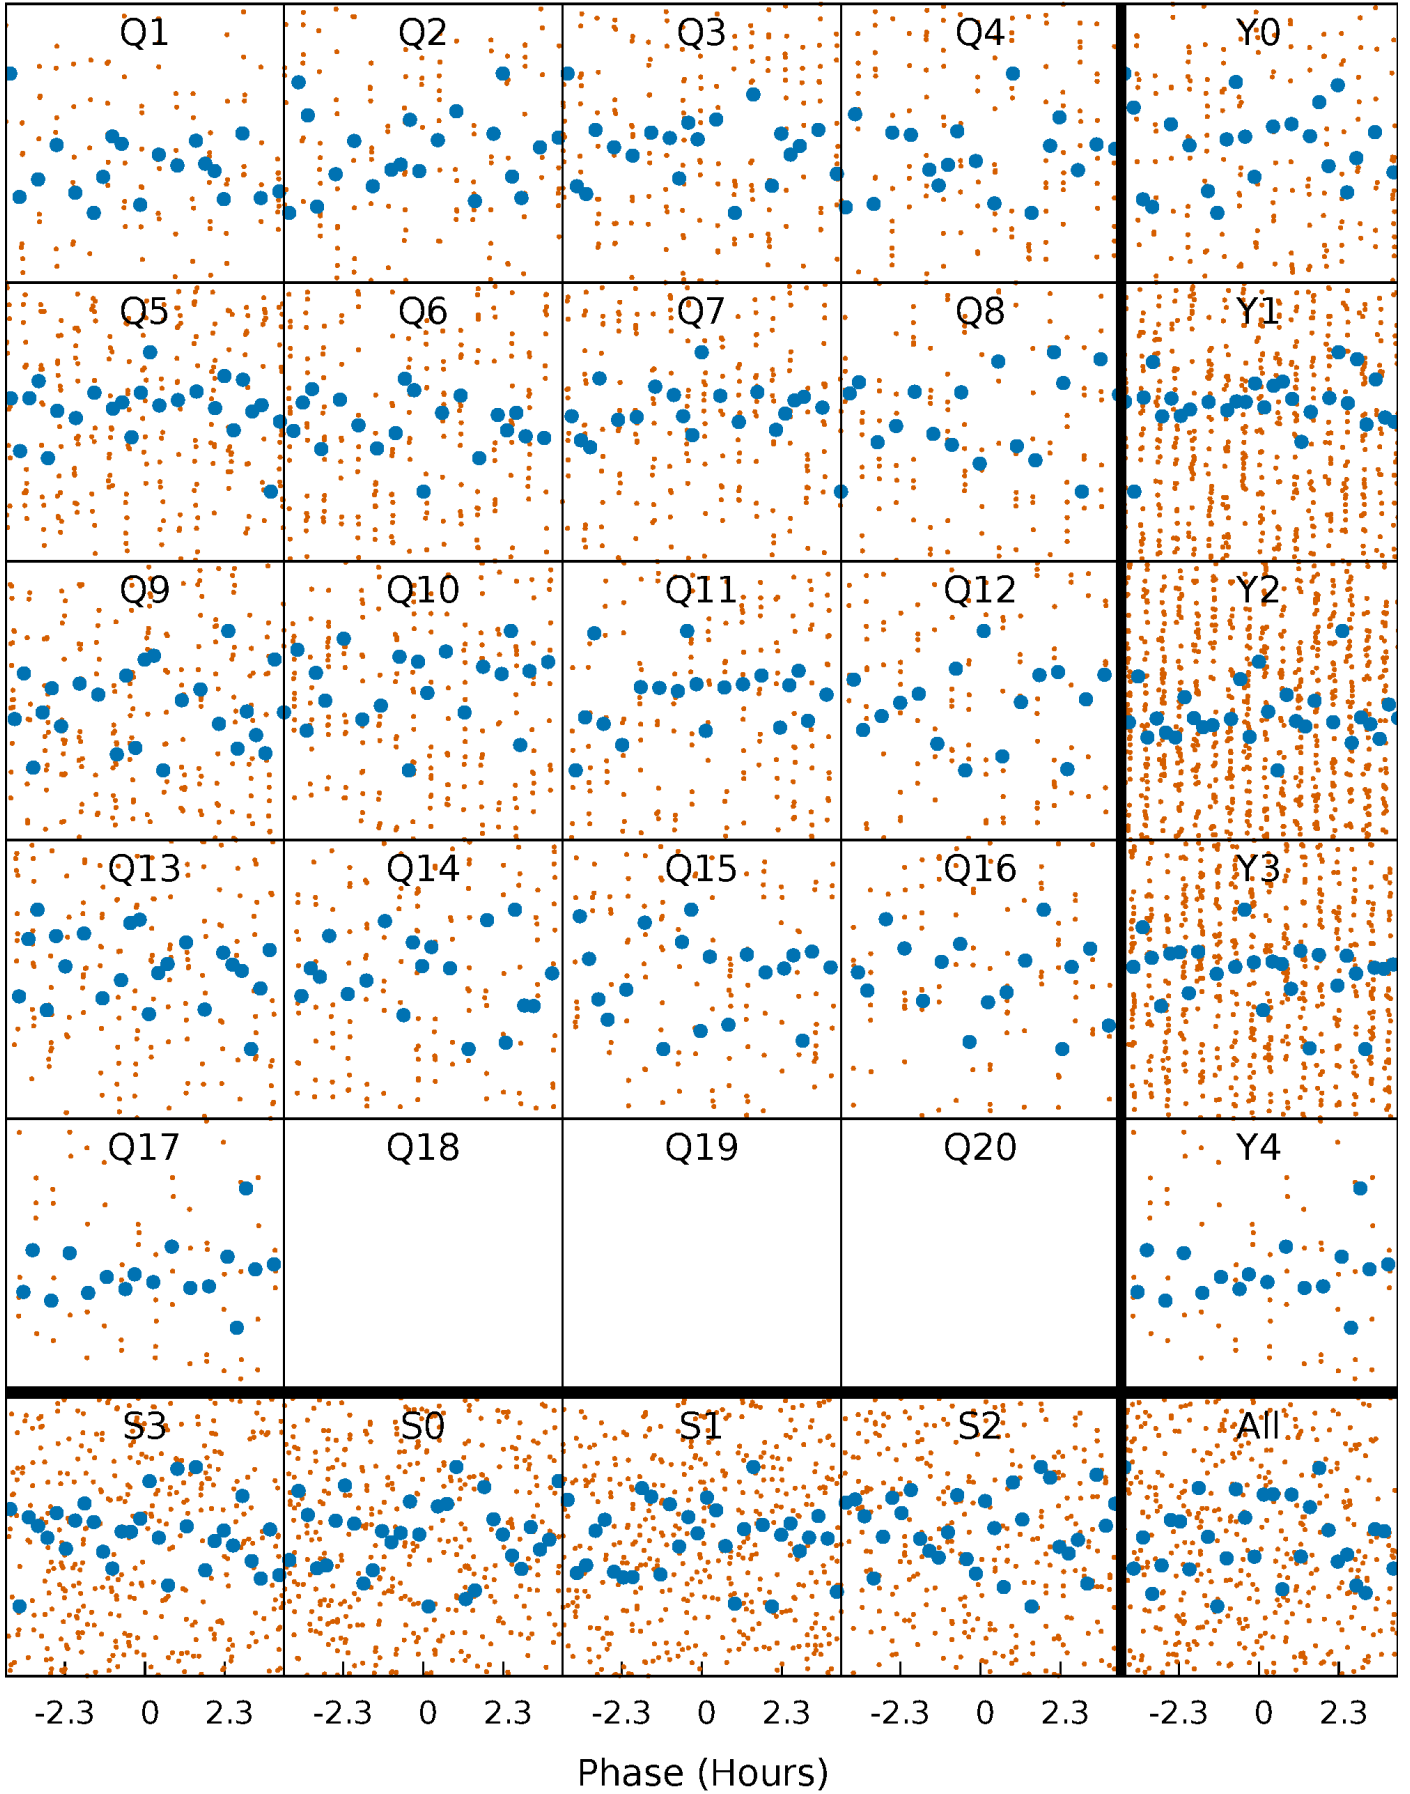 Q1 Q2 Q3 Q4 Y0
Q5 Q6 Q7 Q8 Y1
Q9 Q10 Q11 Q12 Y2
Q13 Q14 Q15 Q16 Y3
Q17 Q18 Q19 Q20 Y4
S3 S0 S1 S2 All
-2.3 0 2.3 -2.3 0 2.3 -2.3 0 2.3 -2.3 0 2.3 -2.3 0 2.3
Phase (Hours)